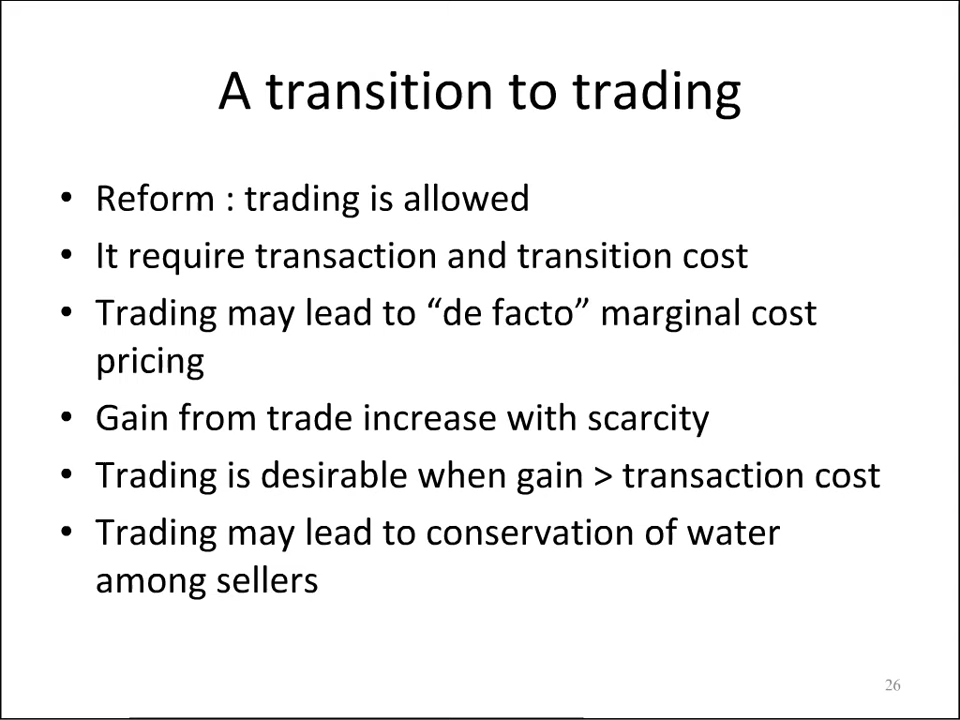 A transition to trading
• Reform : trading is allowed
• It require transaction and transition cost
• Trading may lead to “de facto” marginal cost
pricing
• Gain from trade increase with scarcity
• Trading is desirable when gain > transaction cost
• Trading may lead to conservation of water
among sellers
26